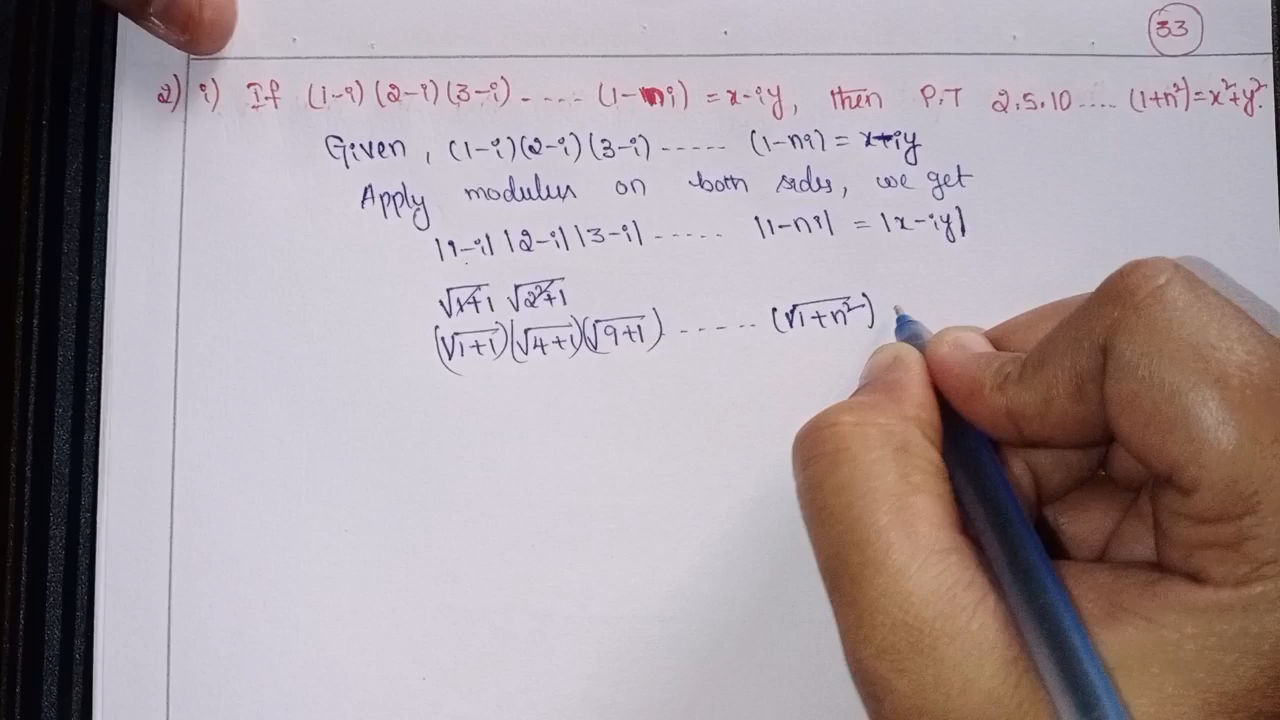 33
2) i) If (1-i)(2-i)(3-i)..... (1-ni) = x-iy, then P.T 2.5.10..... (1+n²)=x²+y².
Given, (1-i)(2-i)(3-i)...... (1-ni) = x-iy
Apply modulus on both sides, we get
|1-i| |2-i| |3-i| ...... |1-ni| = |x-iy|
√1+1 √2²+1
(√1+1)(√4+1)(√9+1) ...... (√1+n²)